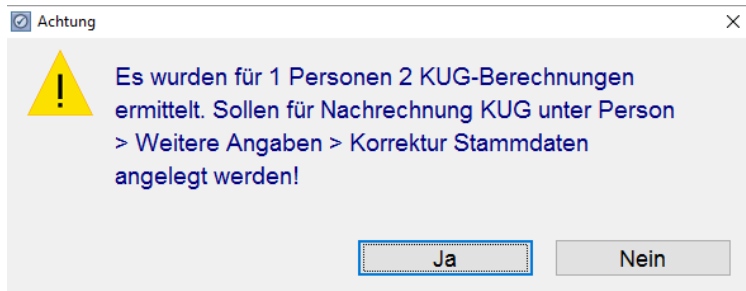 Achtung
Es wurden für 1 Personen 2 KUG-Berechnungen
ermittelt. Sollen für Nachrechnung KUG unter Person
> Weitere Angaben > Korrektur Stammdaten
angelegt werden!
Ja
Nein